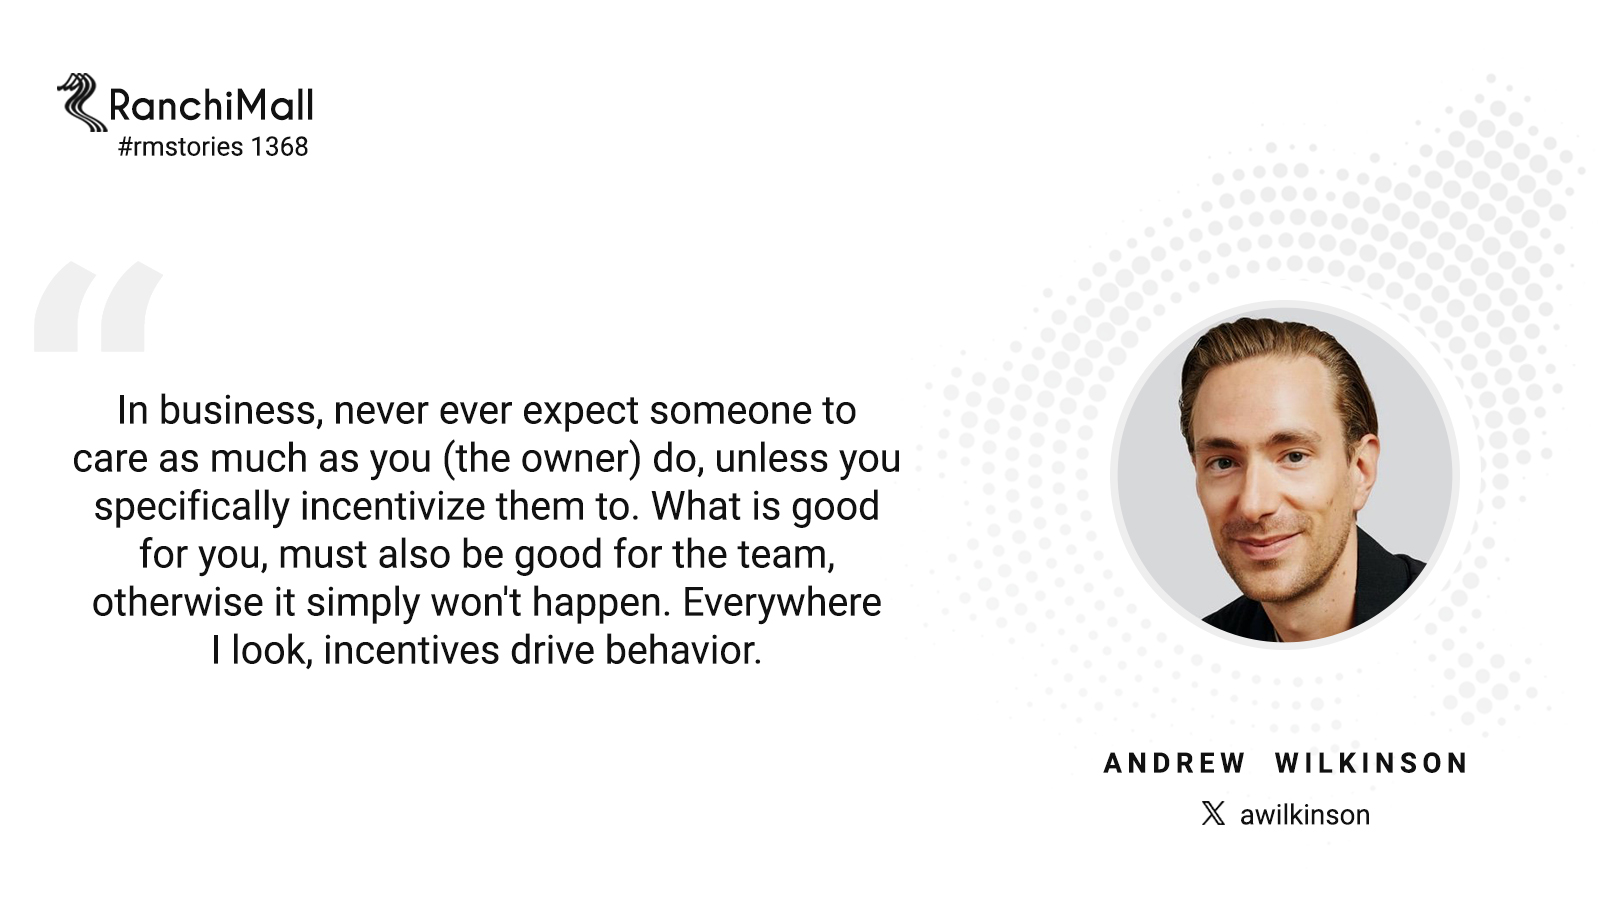 RanchiMall
#rmstories 1368
“
In business, never ever expect someone to
care as much as you (the owner) do, unless you
specifically incentivize them to. What is good
for you, must also be good for the team,
otherwise it simply won't happen. Everywhere
I look, incentives drive behavior.
ANDREW WILKINSON
𝕏 awilkinson